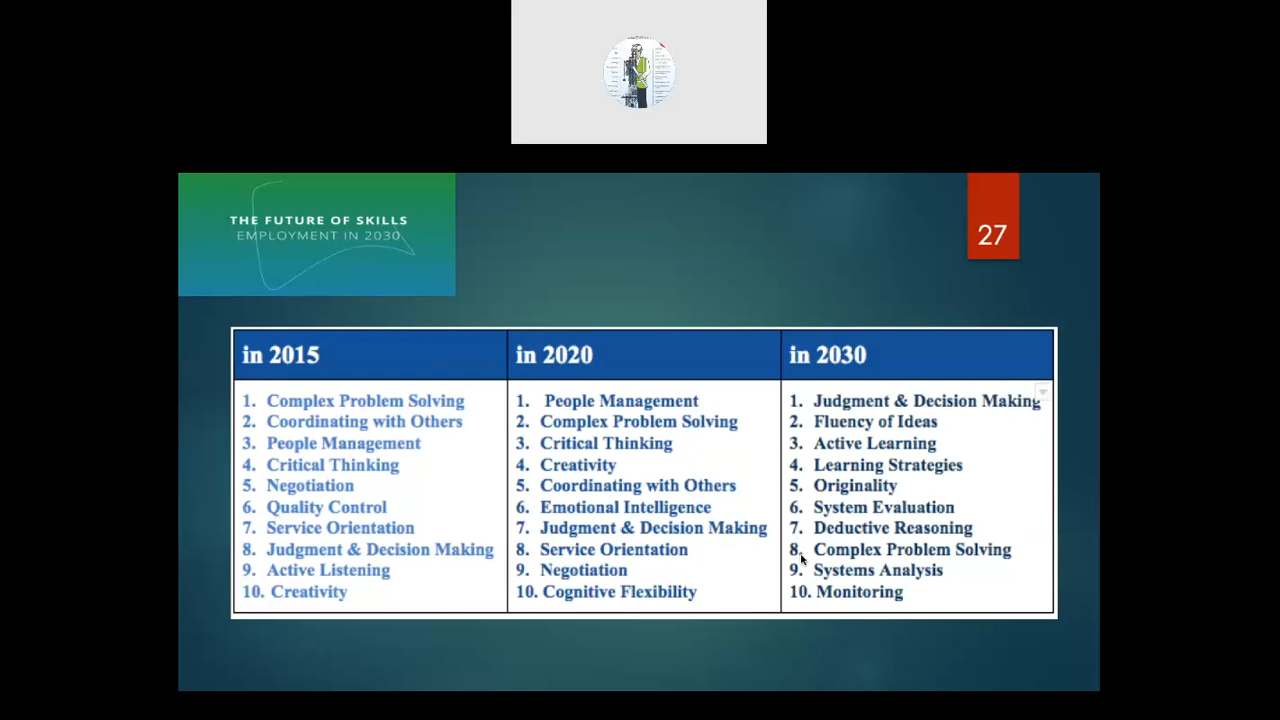 THE FUTURE OF SKILLS
EMPLOYMENT IN 2030
27
in 2015
1. Complex Problem Solving
2. Coordinating with Others
3. People Management
4. Critical Thinking
5. Negotiation
6. Quality Control
7. Service Orientation
8. Judgment & Decision Making
9. Active Listening
10. Creativity
in 2020
1. People Management
2. Complex Problem Solving
3. Critical Thinking
4. Creativity
5. Coordinating with Others
6. Emotional Intelligence
7. Judgment & Decision Making
8. Service Orientation
9. Negotiation
10. Cognitive Flexibility
in 2030
1. Judgment & Decision Making
2. Fluency of Ideas
3. Active Learning
4. Learning Strategies
5. Originality
6. System Evaluation
7. Deductive Reasoning
8. Complex Problem Solving
9. Systems Analysis
10. Monitoring